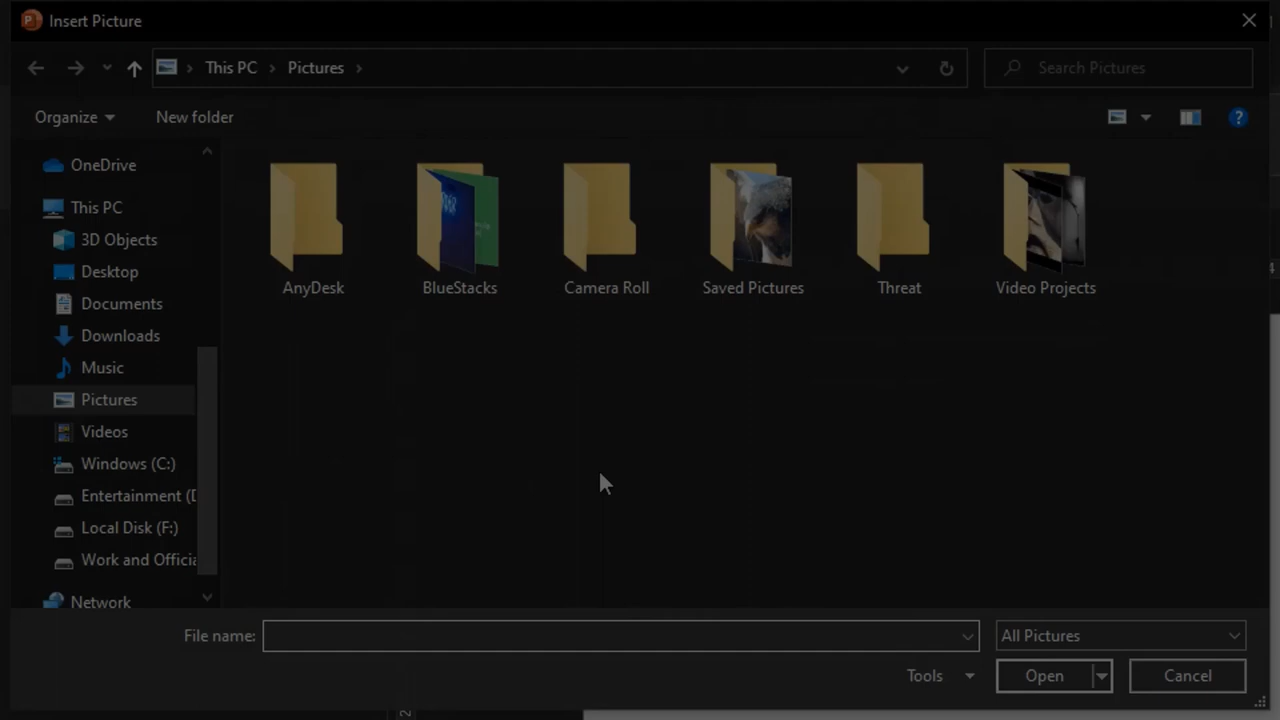 Insert Picture
This PC
Pictures
Search Pictures
Organize
New folder
OneDrive
This PC
3D Objects
Desktop
Documents
Downloads
Music
Pictures
Videos
Windows (C:)
Entertainment (D
Local Disk (F:)
Work and Officia
Network
AnyDesk
BlueStacks
Camera Roll
Saved Pictures
Threat
Video Projects
File name:
All Pictures
Tools
Open
Cancel
2
4